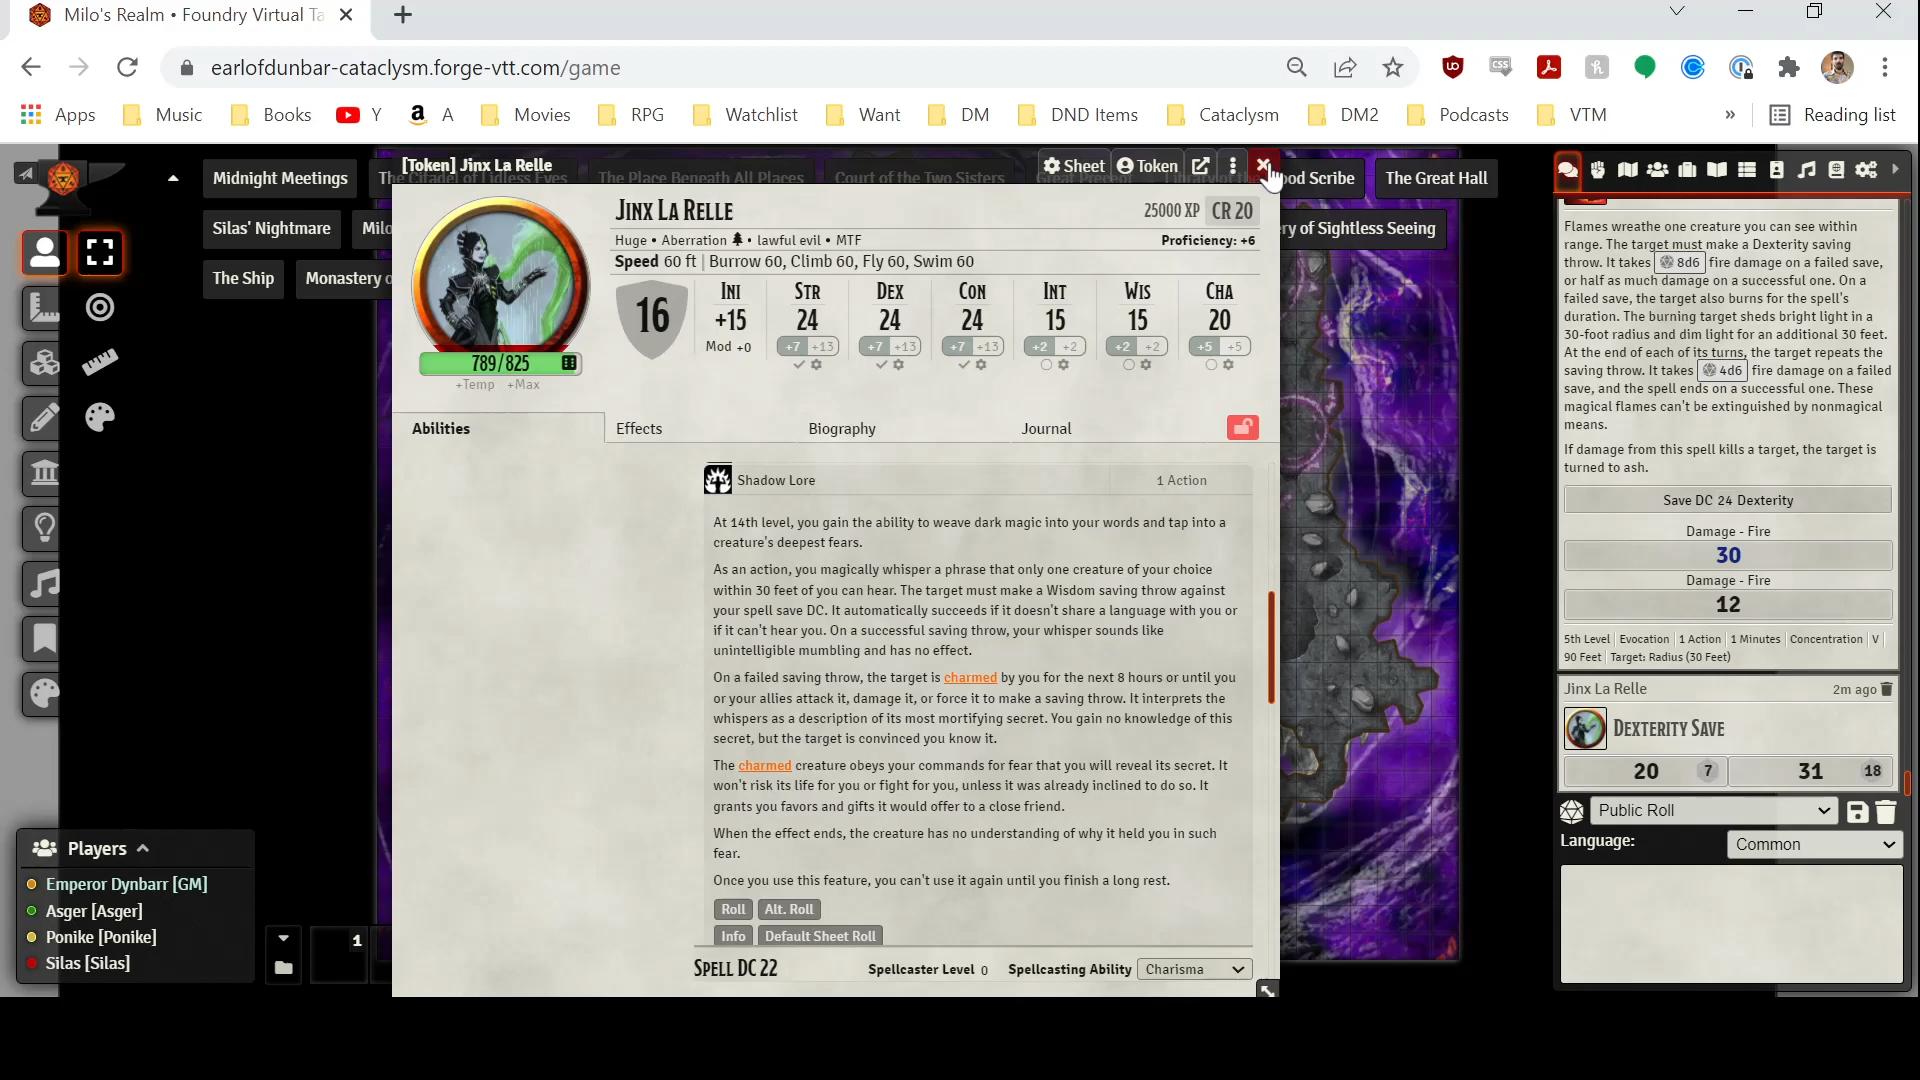 Milo's Realm • Foundry Virtual Ta
earlofdunbar-cataclysm.forge-vtt.com/game
Apps Music Books Y A Movies RPG Watchlist Want DM DND Items Cataclysm DM2 Podcasts VTM » Reading list
Midnight Meetings The Citadel of Lidless Eyes The Place Beneath All Places Court of the Two Sisters Great Precept ood Scribe The Great Hall
Silas' Nightmare Milo ry of Sightless Seeing
The Ship Monastery o
[Token] Jinx La Relle Sheet Token
JINX LA RELLE 25000 XP CR 20
Huge • Aberration • lawful evil • MTF Proficiency: +6
Speed 60 ft | Burrow 60, Climb 60, Fly 60, Swim 60
16
INI STR DEX CON INT WIS CHA
+15 24 24 24 15 15 20
Mod +0 +7 +13 +7 +13 +7 +13 +2 +2 +2 +2 +5 +5
789/825
+Temp +Max
Abilities Effects Biography Journal
Shadow Lore 1 Action
At 14th level, you gain the ability to weave dark magic into your words and tap into a
creature's deepest fears.
As an action, you magically whisper a phrase that only one creature of your choice
within 30 feet of you can hear. The target must make a Wisdom saving throw against
your spell save DC. It automatically succeeds if it doesn't share a language with you or
if it can't hear you. On a successful saving throw, your whisper sounds like
unintelligible mumbling and has no effect.
On a failed saving throw, the target is charmed by you for the next 8 hours or until you
or your allies attack it, damage it, or force it to make a saving throw. It interprets the
whispers as a description of its most mortifying secret. You gain no knowledge of this
secret, but the target is convinced you know it.
The charmed creature obeys your commands for fear that you will reveal its secret. It
won't risk its life for you or fight for you, unless it was already inclined to do so. It
grants you favors and gifts it would offer to a close friend.
When the effect ends, the creature has no understanding of why it held you in such
fear.
Once you use this feature, you can't use it again until you finish a long rest.
Roll Alt. Roll
Info Default Sheet Roll
SPELL DC 22 Spellcaster Level 0 Spellcasting Ability Charisma
Players
Emperor Dynbarr [GM]
Asger [Asger]
Ponike [Ponike]
Silas [Silas]
1
Flames wreathe one creature you can see within
range. The target must make a Dexterity saving
throw. It takes 8d6 fire damage on a failed save,
or half as much damage on a successful one. On a
failed save, the target also burns for the spell's
duration. The burning target sheds bright light in a
30-foot radius and dim light for an additional 30 feet.
At the end of each of its turns, the target repeats the
saving throw. It takes 4d6 fire damage on a failed
save, and the spell ends on a successful one. These
magical flames can't be extinguished by nonmagical
means.
If damage from this spell kills a target, the target is
turned to ash.
Save DC 24 Dexterity
Damage - Fire
30
Damage - Fire
12
5th Level Evocation 1 Action 1 Minutes Concentration V
90 Feet Target: Radius (30 Feet)
Jinx La Relle 2m ago
DEXTERITY SAVE
20 7 31 18
Public Roll
Language: Common